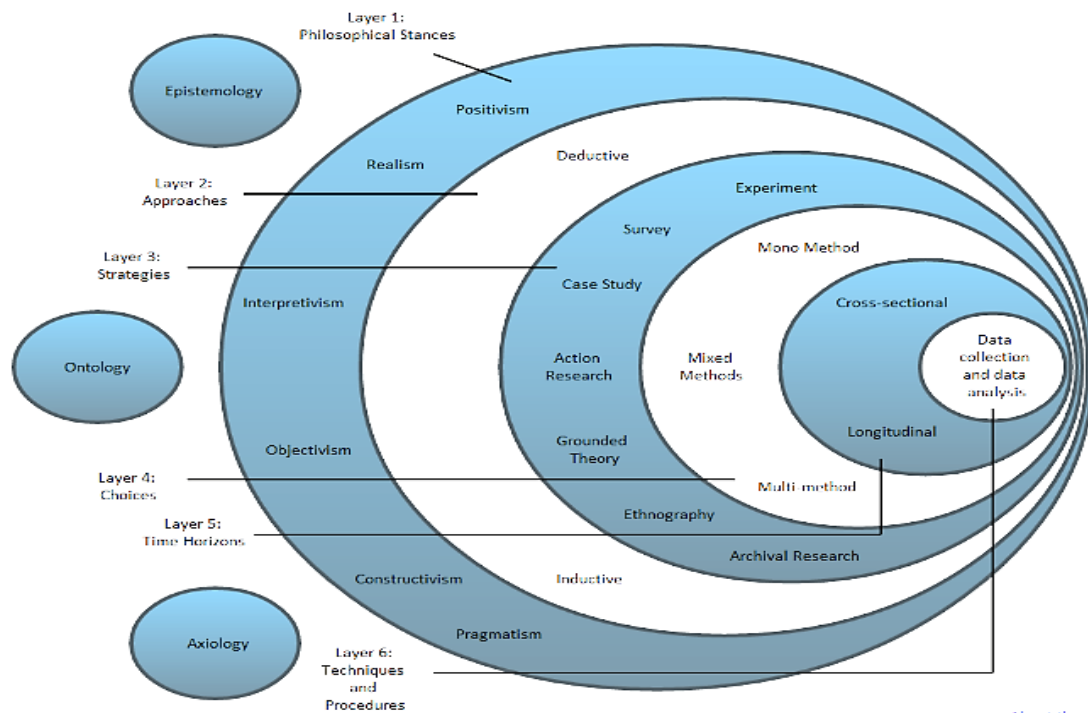 Layer 1:
Philosophical Stances
Epistemology
Positivism
Realism
Deductive
Layer 2:
Approaches
Experiment
Survey
Mono Method
Layer 3:
Strategies
Case Study
Interpretivism
Cross-sectional
Ontology
Action
Research
Mixed
Methods
Data
collection
and data
analysis
Objectivism
Grounded
Theory
Longitudinal
Layer 4:
Choices
Multi-method
Ethnography
Layer 5:
Time Horizons
Archival Research
Constructivism
Inductive
Axiology
Pragmatism
Layer 6:
Techniques
and
Procedures